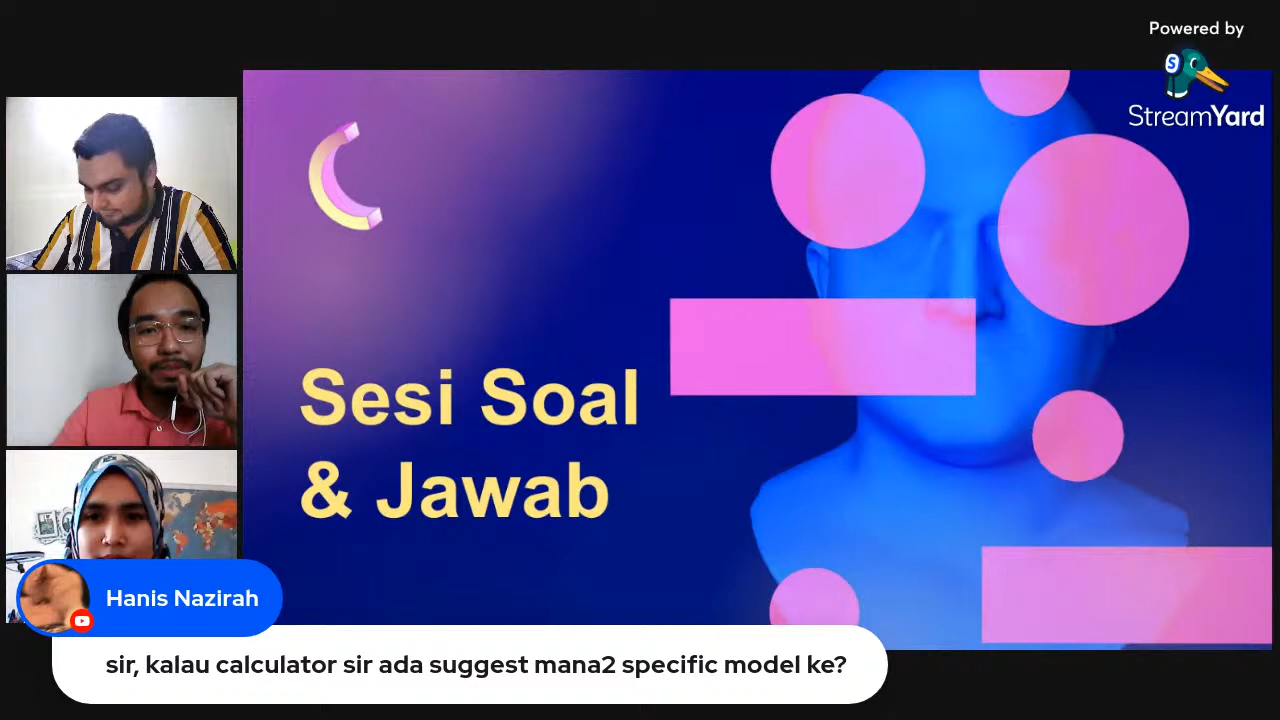 Powered by
StreamYard
Sesi Soal
& Jawab
Hanis Nazirah
sir, kalau calculator sir ada suggest mana2 specific model ke?